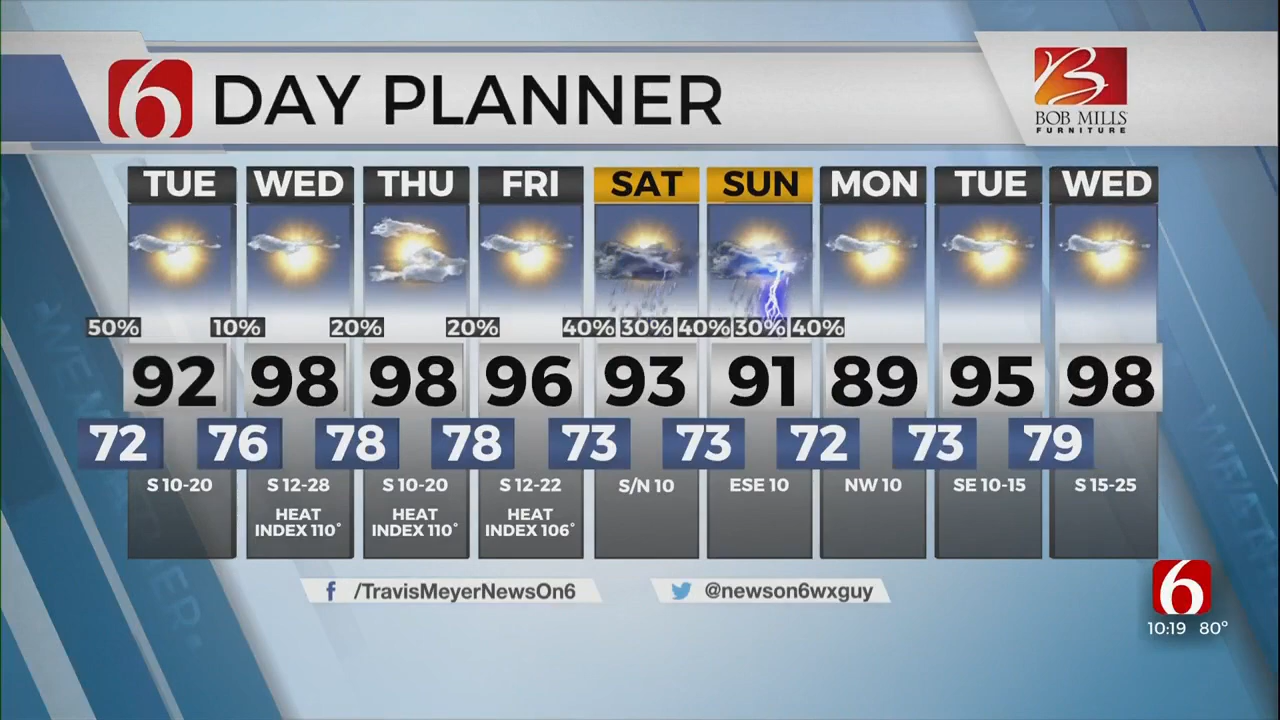 6 DAY PLANNER
B
BOB MILLS
FURNITURE
TUE WED THU FRI SAT SUN MON TUE WED
50% 10% 20% 20% 40% 30% 40% 30% 40%
92 98 98 96 93 91 89 95 98
72 76 78 78 73 73 72 73 79
S 10-20 S 12-28 S 10-20 S 12-22 S/N 10 ESE 10 NW 10 SE 10-15 S 15-25
HEAT HEAT HEAT
INDEX 110° INDEX 110° INDEX 106°
f /TravisMeyerNewsOn6 @newson6wxguy
6
10:19 80°